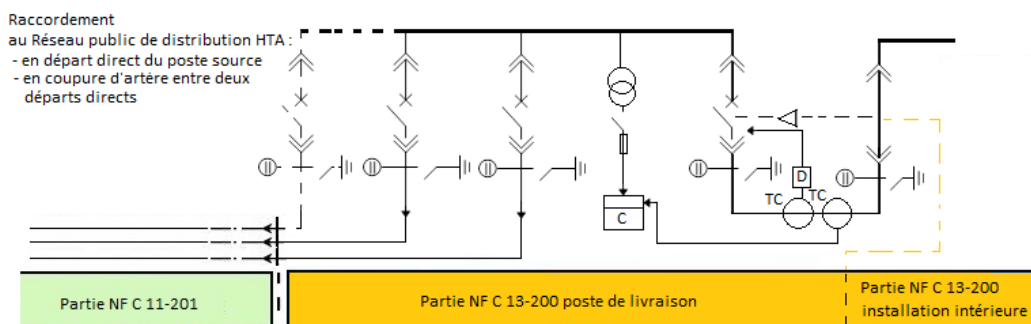 Raccordement
au Réseau public de distribution HTA :
- en départ direct du poste source
- en coupure d'artère entre deux
départs directs
D
TC
TC
C
Partie NF C 11-201
Partie NF C 13-200 poste de livraison
Partie NF C 13-200
installation intérieure